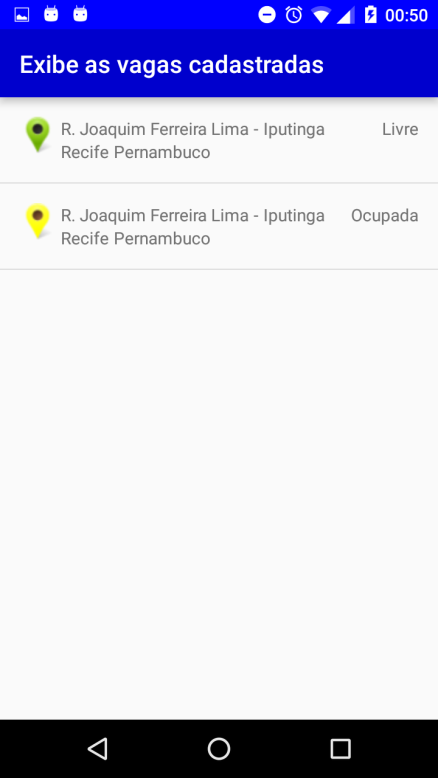 00:50
Exibe as vagas cadastradas
R. Joaquim Ferreira Lima - Iputinga Livre
Recife Pernambuco
R. Joaquim Ferreira Lima - Iputinga Ocupada
Recife Pernambuco